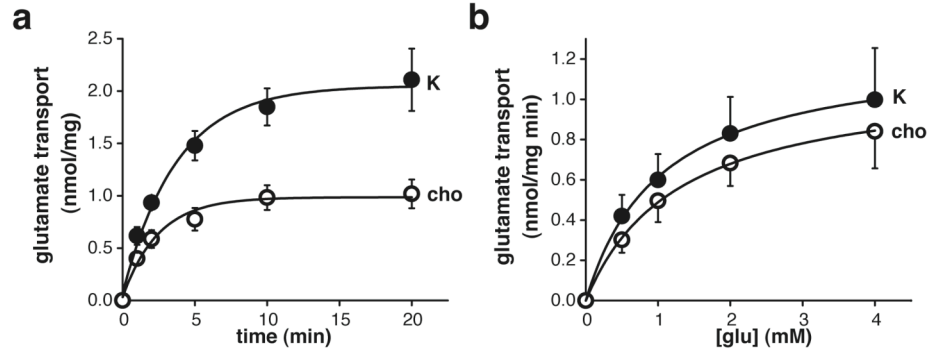 a
glutamate transport
(nmol/mg)
2.5
2.0
1.5
1.0
0.5
0.0
K
cho
0
5
10
15
20
time (min)
b
glutamate transport
(nmol/mg min)
1.2
1.0
0.8
0.6
0.4
0.2
0.0
K
cho
0
1
2
3
4
[glu] (mM)